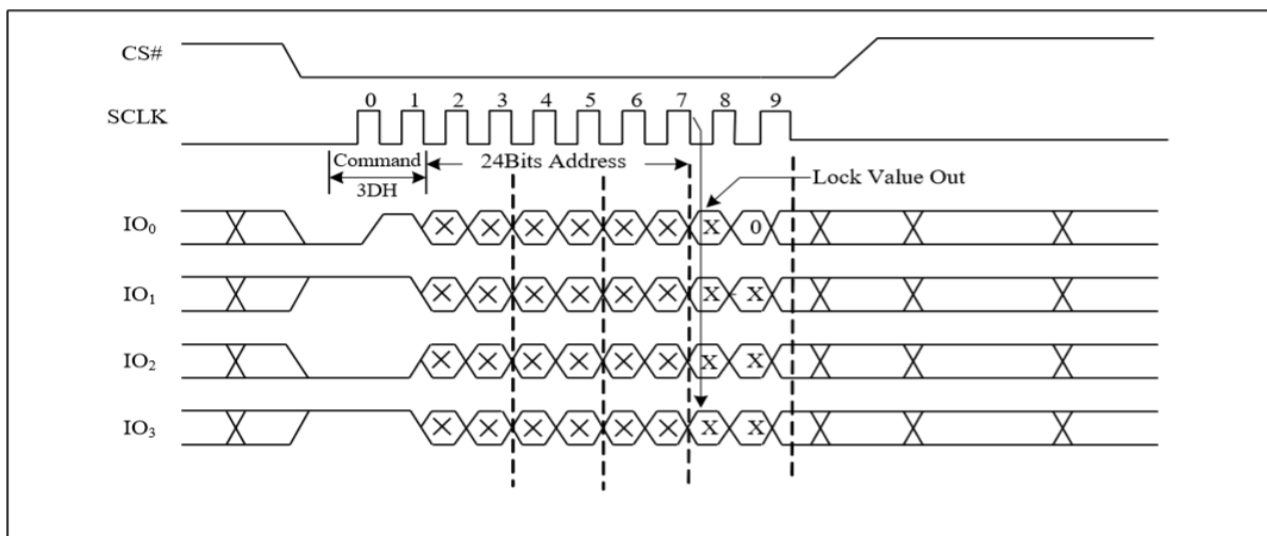 CS#
0 1 2 3 4 5 6 7 8 9
SCLK
Command 24Bits Address
3DH
Lock Value Out
IO0 X 0
IO1 X X
IO2 X X
IO3 X X